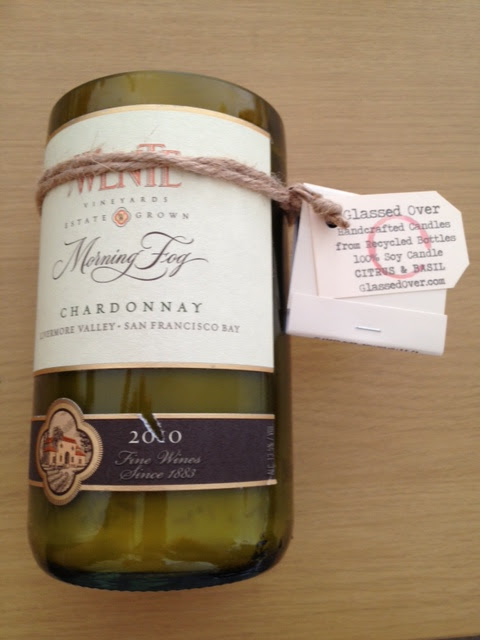 WENTE
VINEYARDS
ESTATE GROWN
Morning Fog
CHARDONNAY
LIVERMORE VALLEY • SAN FRANCISCO BAY
2010
Fine Wines
Since 1883
Glassed Over
Handcrafted Candles
from Recycled Bottles
100% Soy Candle
CITRUS & BASIL
GlassedOver.com